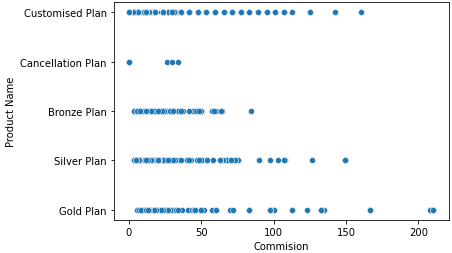 Customised Plan
Cancellation Plan
Bronze Plan
Silver Plan
Gold Plan
Product Name
0 50 100 150 200
Commision